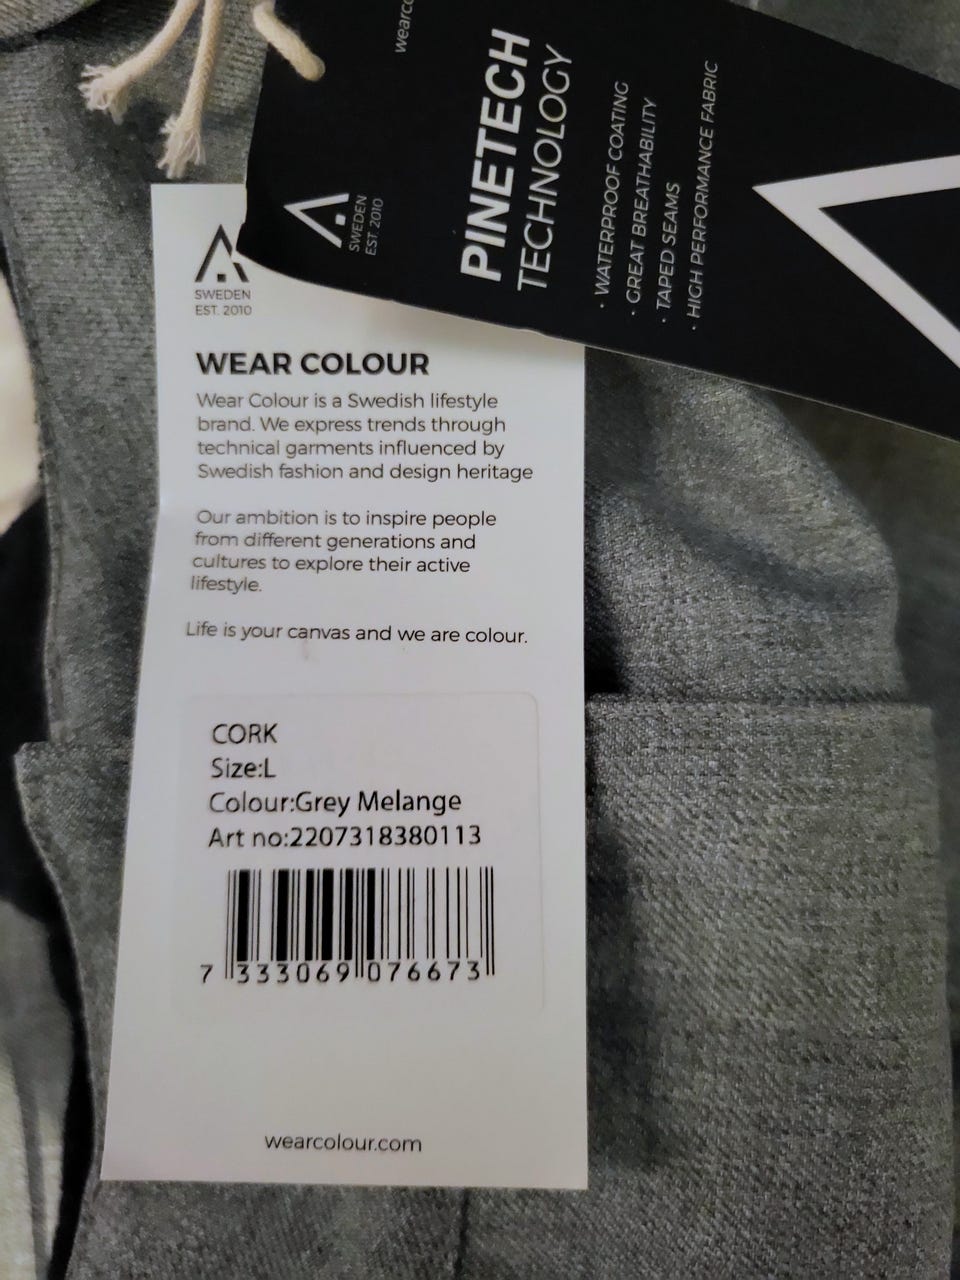 wearc
SWEDEN
EST 2010
PINETECH
TECHNOLOGY
· WATERPROOF COATING
· GREAT BREATHABILITY
· TAPED SEAMS
· HIGH PERFORMANCE FABRIC
SWEDEN
EST. 2010
WEAR COLOUR
Wear Colour is a Swedish lifestyle
brand. We express trends through
technical garments influenced by
Swedish fashion and design heritage
Our ambition is to inspire people
from different generations and
cultures to explore their active
lifestyle.
Life is your canvas and we are colour.
CORK
Size:L
Colour:Grey Melange
Art no:2207318380113
7 333069 076673
wearcolour.com